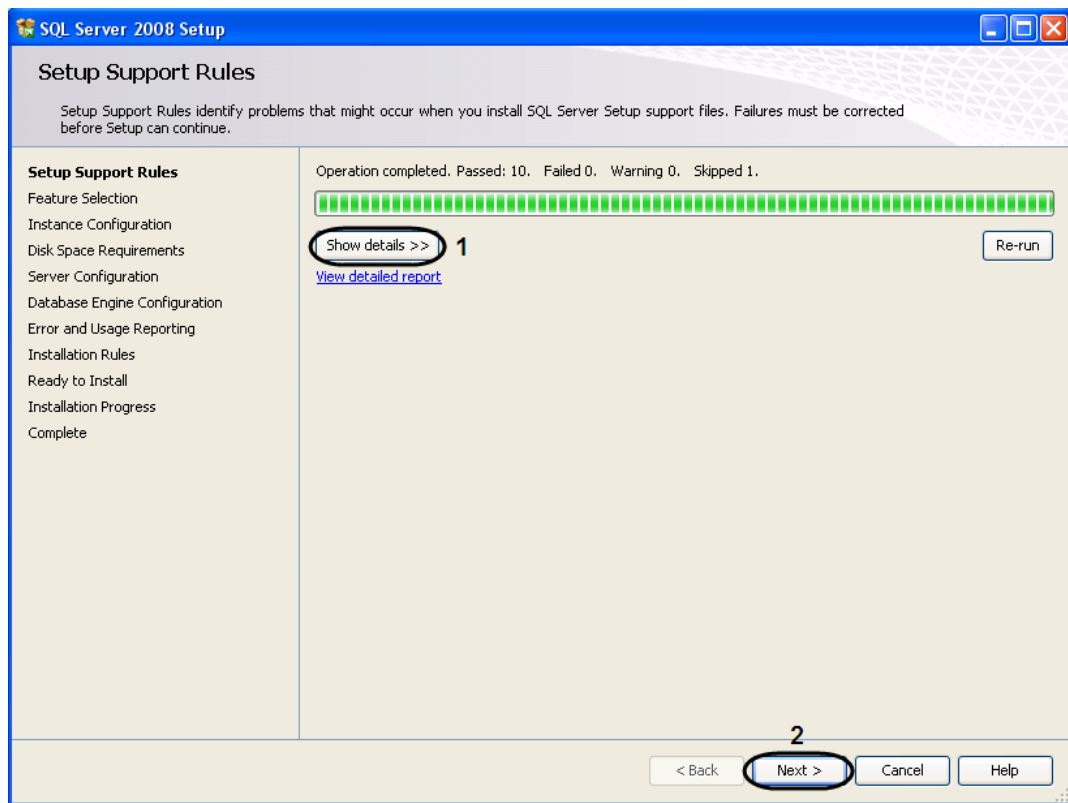 SQL Server 2008 Setup
Setup Support Rules
Setup Support Rules identify problems that might occur when you install SQL Server Setup support files. Failures must be corrected
before Setup can continue.
Setup Support Rules
Feature Selection
Instance Configuration
Disk Space Requirements
Server Configuration
Database Engine Configuration
Error and Usage Reporting
Installation Rules
Ready to Install
Installation Progress
Complete
Operation completed. Passed: 10. Failed 0. Warning 0. Skipped 1.
Show details >> 1
Re-run
View detailed report
2
< Back Next > Cancel Help